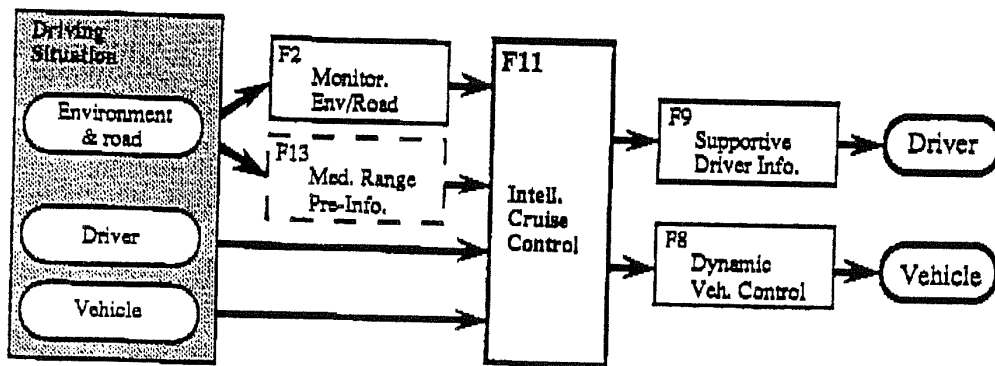 Driving
Situation
Environment
& road
Driver
Vehicle
F2
Monitor.
Env/Road
F13
Med. Range
Pre-Info.
F11
Intell.
Cruise
Control
F9
Supportive
Driver Info.
F8
Dynamic
Veh. Control
Driver
Vehicle